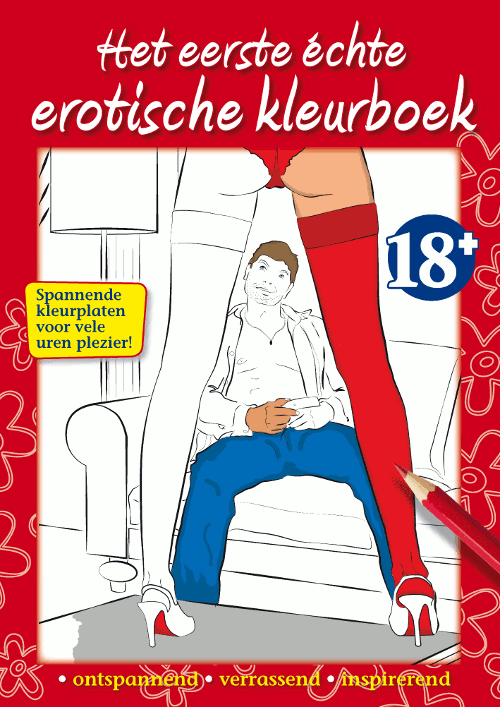 Het eerste échte
erotische kleurboek
18+
Spannende
kleurplaten
voor vele
uren plezier!
• ontspannend • verrassend • inspirerend